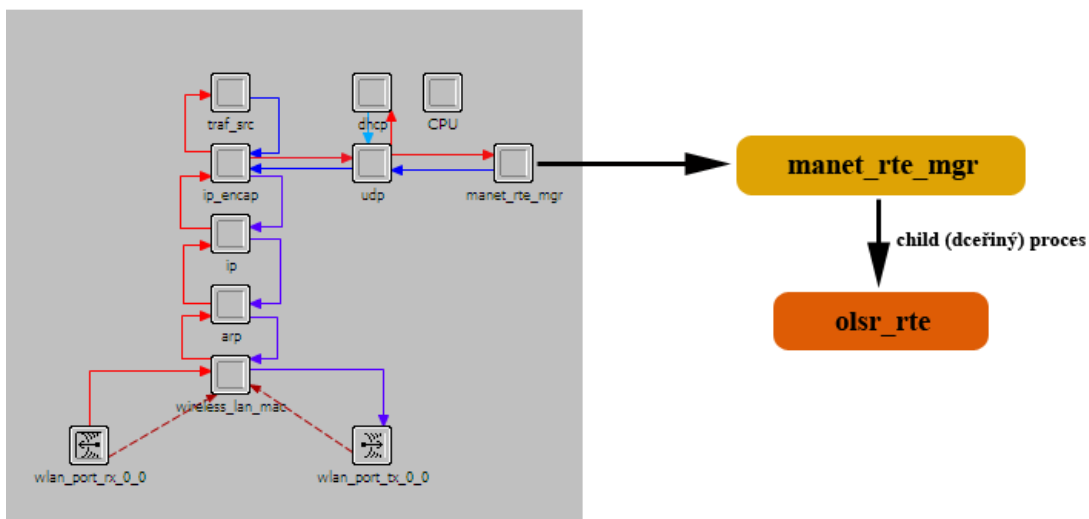 traf_src
dhcp
CPU
ip_encap
udp
manet_rte_mgr
ip
arp
wireless_lan_mac
wlan_port_rx_0_0
wlan_port_tx_0_0
manet_rte_mgr
child (dceřiný) proces
olsr_rte